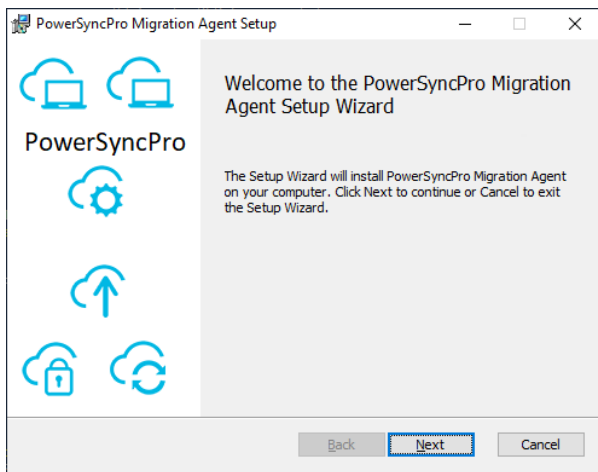 PowerSyncPro Migration Agent Setup
Welcome to the PowerSyncPro Migration
Agent Setup Wizard
PowerSyncPro
The Setup Wizard will install PowerSyncPro Migration Agent
on your computer. Click Next to continue or Cancel to exit
the Setup Wizard.
Back Next Cancel